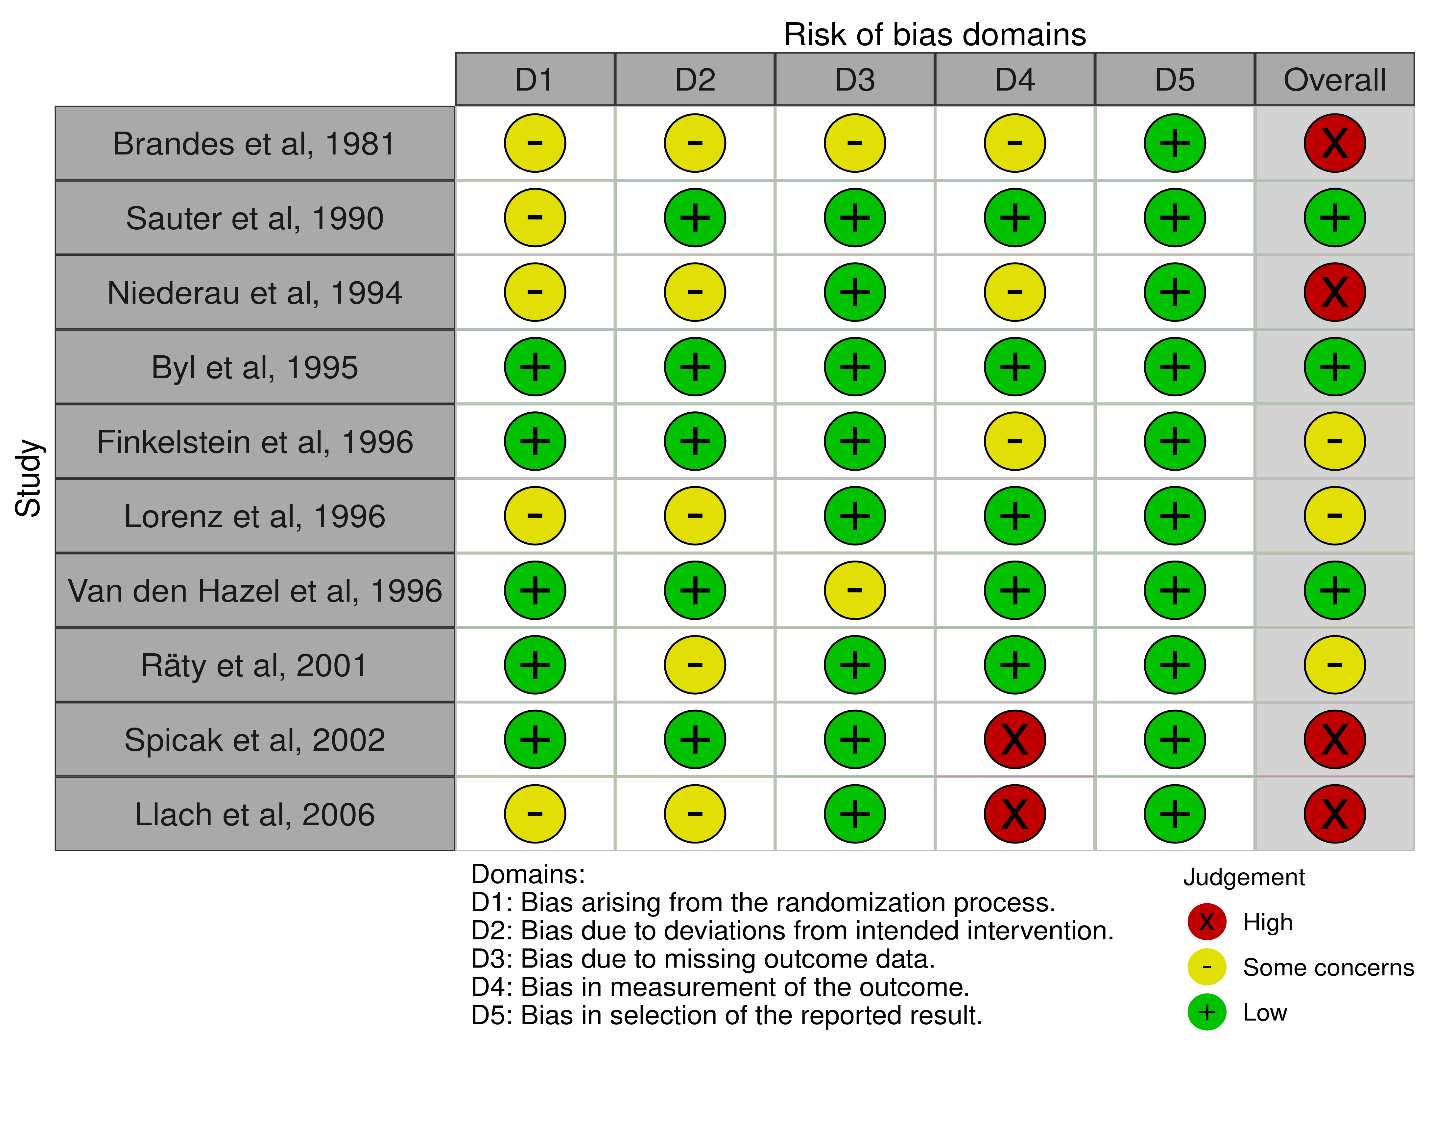 Risk of bias domains
D1 D2 D3 D4 D5 Overall
Study
Brandes et al, 1981 - - - - + X
Sauter et al, 1990 - + + + + +
Niederau et al, 1994 - - + - + X
Byl et al, 1995 + + + + + +
Finkelstein et al, 1996 + + + - + -
Lorenz et al, 1996 - - + + + -
Van den Hazel et al, 1996 + + - + + +
Räty et al, 2001 + - + + + -
Spicak et al, 2002 + + + X + X
Llach et al, 2006 - - + X + X
Domains:
D1: Bias arising from the randomization process.
D2: Bias due to deviations from intended intervention.
D3: Bias due to missing outcome data.
D4: Bias in measurement of the outcome.
D5: Bias in selection of the reported result.
Judgement
X High
- Some concerns
+ Low